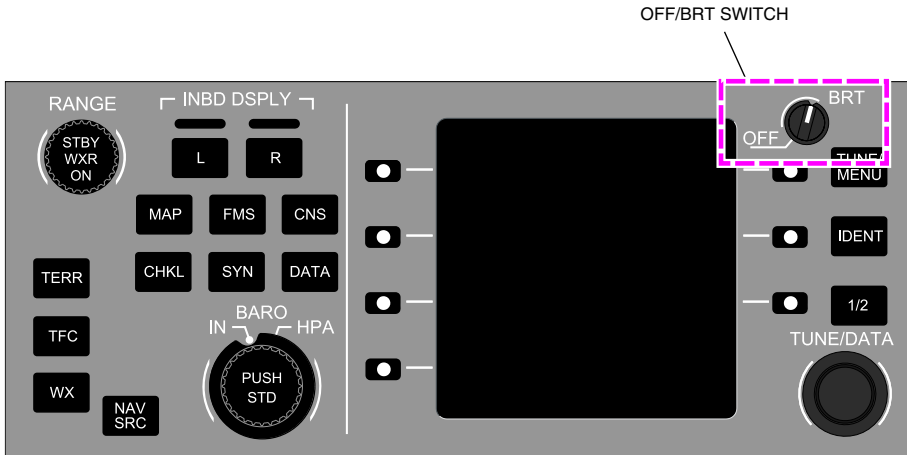 OFF/BRT SWITCH
RANGE
STBY
WXR
ON
INBD DSPLY
L
R
BRT
OFF
TUNE/
MENU
MAP
FMS
CNS
IDENT
TERR
CHKL
SYN
DATA
1/2
BARO
IN
HPA
TFC
TUNE/DATA
PUSH
STD
WX
NAV
SRC